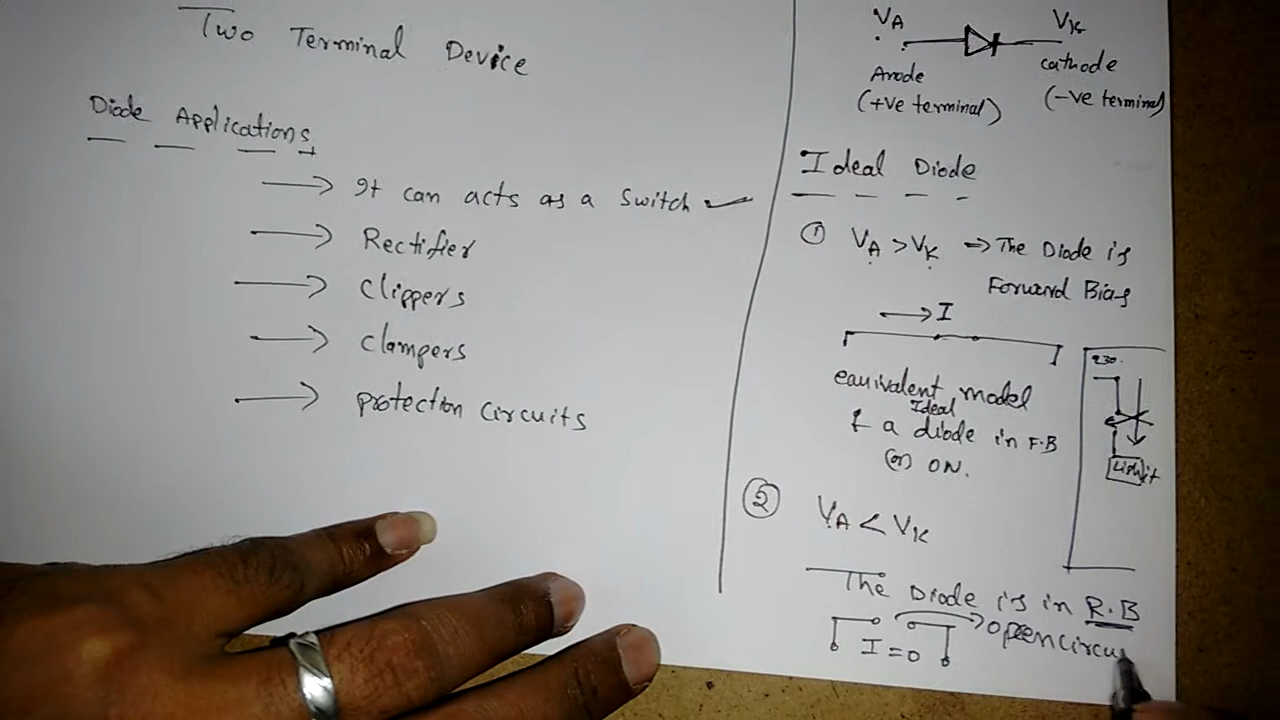 Two Terminal Device
Diode Applications
It can acts as a switch
Rectifier
Clippers
Clampers
protection circuits
VA
VK
Anode
cathode
(+ve terminal)
(-ve terminal)
Ideal Diode
① VA > VK ⇒ The Diode is
Forward Bias
→ I
equivalent model
Ideal
f a diode in F.B
(or) ON.
230.
Light
② VA < VK
The Diode is in R.B
I = 0
open circu